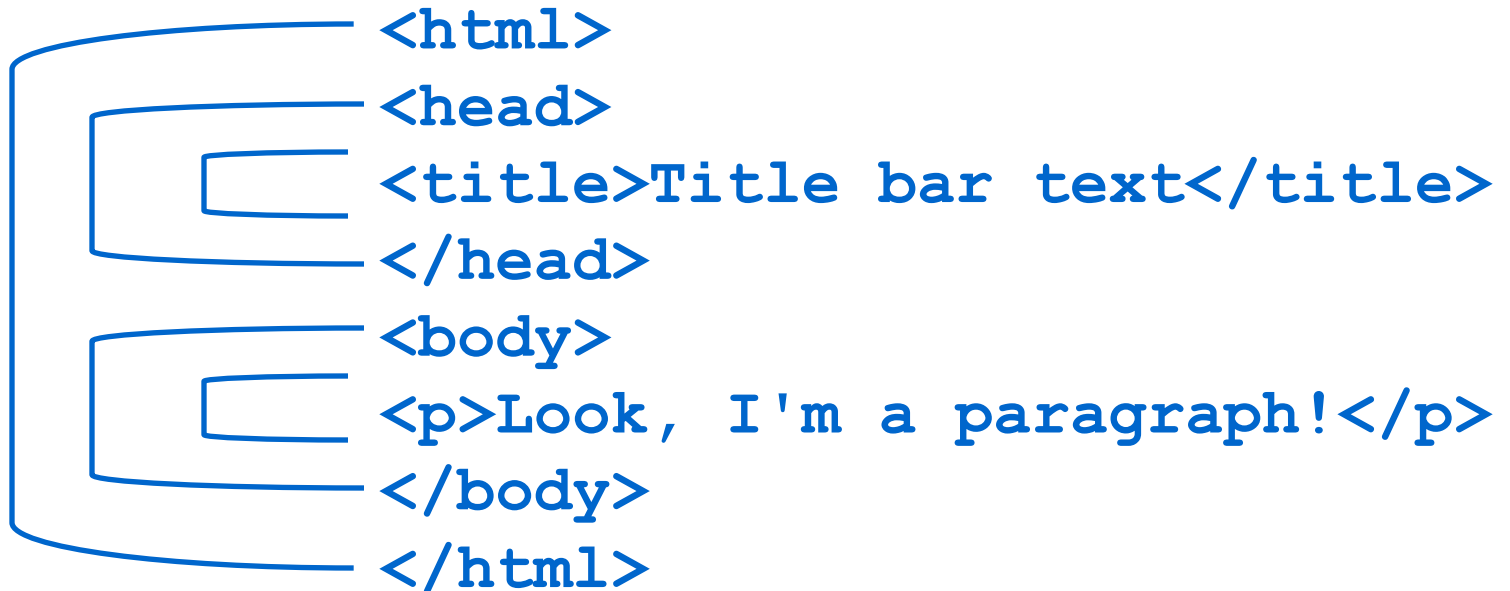 <html>
<head>
<title>Title bar text</title>
</head>
<body>
<p>Look, I'm a paragraph!</p>
</body>
</html>